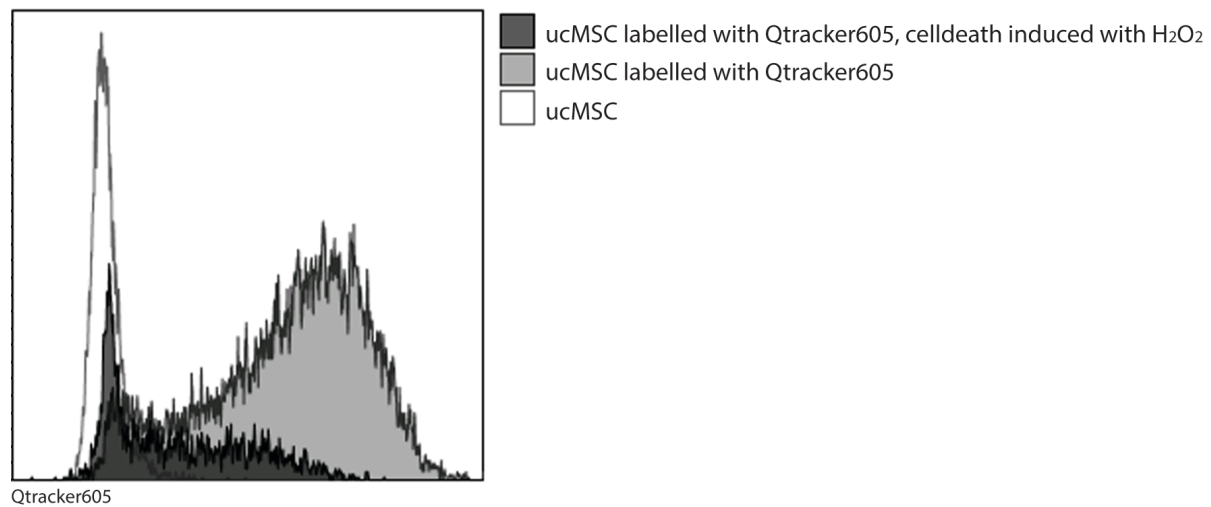 ucMSC labelled with Qtracker605, celldeath induced with H2O2
ucMSC labelled with Qtracker605
ucMSC
Qtracker605